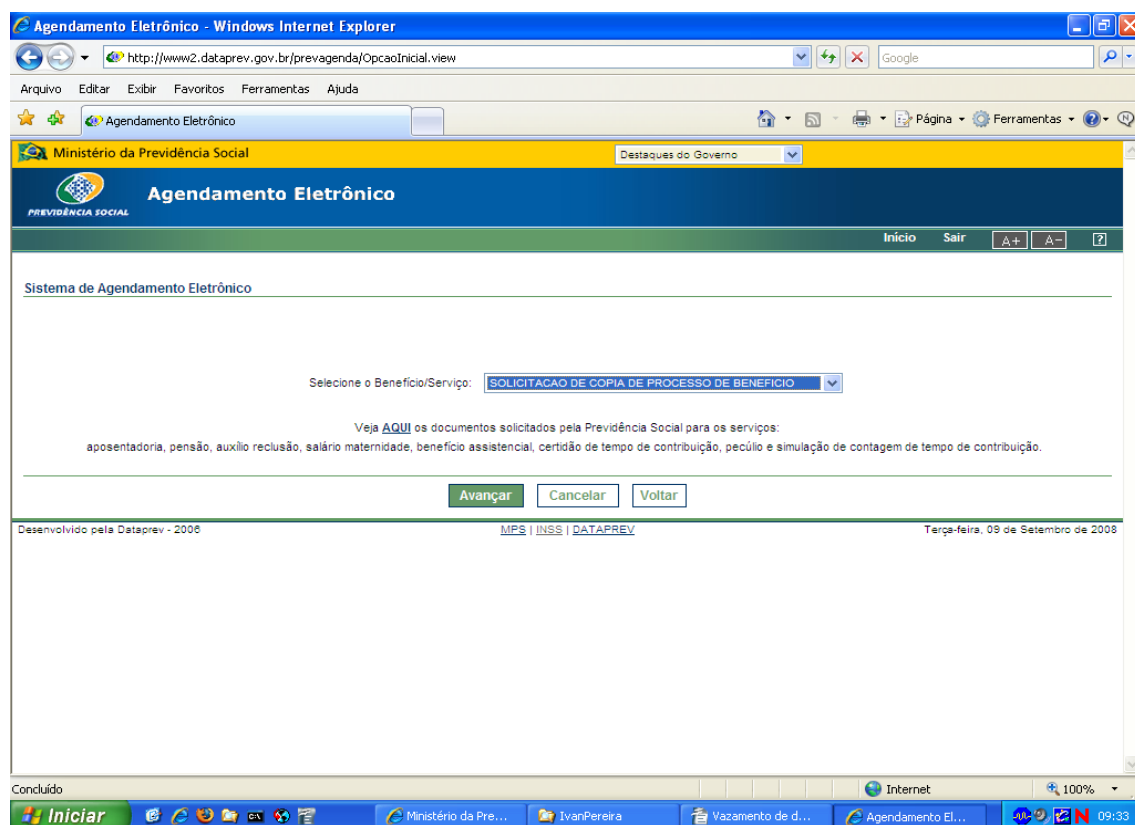 Agendamento Eletrônico - Windows Internet Explorer
http://www2.dataprev.gov.br/prevagenda/OpcaoInicial.view
Google
Arquivo Editar Exibir Favoritos Ferramentas Ajuda
Agendamento Eletrônico
Página Ferramentas
Ministério da Previdência Social
Destaques do Governo
PREVIDÊNCIA SOCIAL
Agendamento Eletrônico
Início Sair A+ A- ?
Sistema de Agendamento Eletrônico
Selecione o Benefício/Serviço: SOLICITACAO DE COPIA DE PROCESSO DE BENEFICIO
Veja AQUI os documentos solicitados pela Previdência Social para os serviços:
aposentadoria, pensão, auxílio reclusão, salário maternidade, benefício assistencial, certidão de tempo de contribuição, pecúlio e simulação de contagem de tempo de contribuição.
Avançar Cancelar Voltar
Desenvolvido pela Dataprev - 2006 MPS | INSS | DATAPREV Terça-feira, 09 de Setembro de 2008
Concluído Internet 100%
Iniciar Ministério da Pre... IvanPereira Vazamento de d... Agendamento El... N 09:33